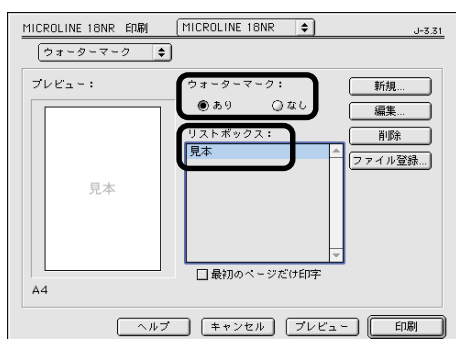 MICROLINE 18NR 印刷 MICROLINE 18NR J-3.31
ウォーターマーク
プレビュー：
見本
A4
ウォーターマーク：
あり なし
リストボックス：
見本
最初のページだけ印字
新規...
編集...
削除
ファイル登録...
ヘルプ キャンセル プレビュー 印刷